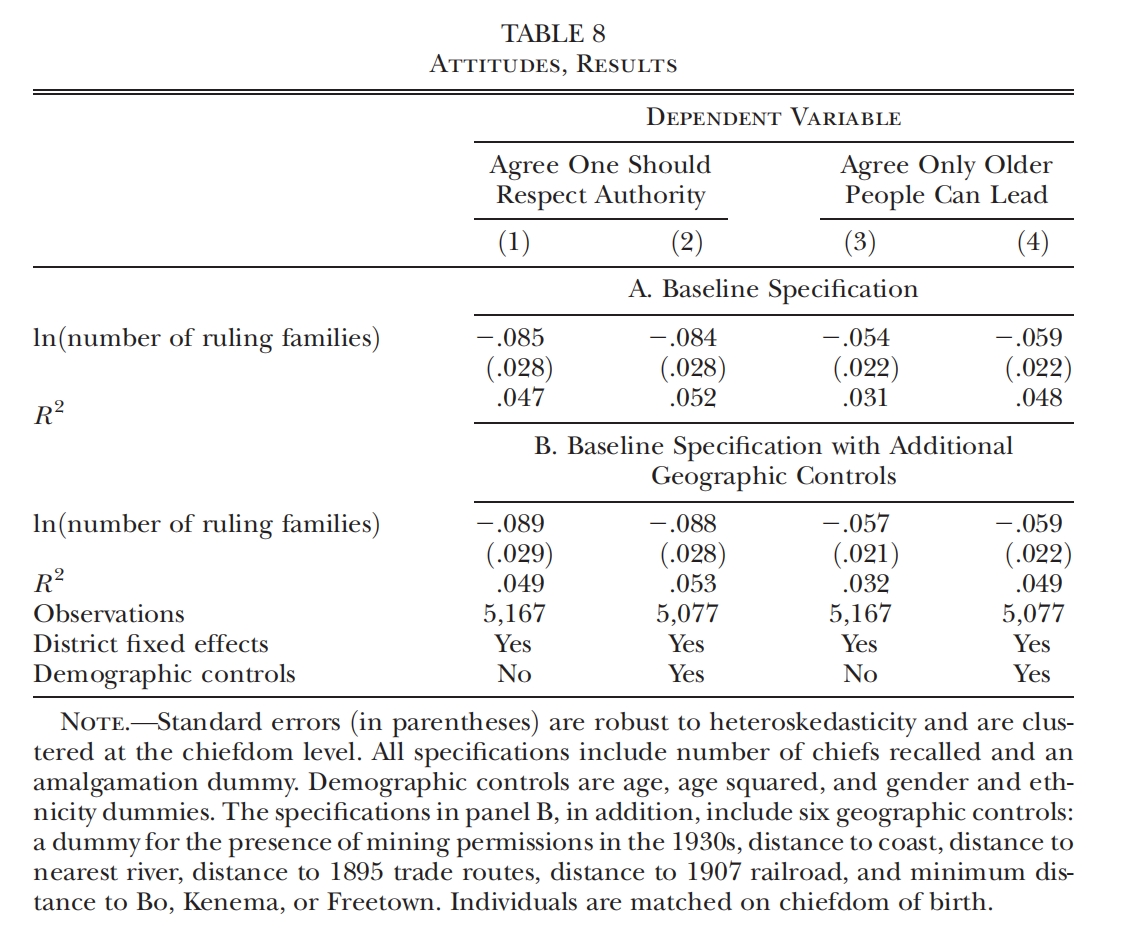 TABLE 8
ATTITUDES, RESULTS
DEPENDENT VARIABLE
Agree One Should Respect Authority
Agree Only Older People Can Lead
(1) (2) (3) (4)
A. Baseline Specification
ln(number of ruling families) −.085 −.084 −.054 −.059
(.028) (.028) (.022) (.022)
R² .047 .052 .031 .048
B. Baseline Specification with Additional
Geographic Controls
ln(number of ruling families) −.089 −.088 −.057 −.059
(.029) (.028) (.021) (.022)
R² .049 .053 .032 .049
Observations 5,167 5,077 5,167 5,077
District fixed effects Yes Yes Yes Yes
Demographic controls No Yes No Yes
NOTE.—Standard errors (in parentheses) are robust to heteroskedasticity and are clus-
tered at the chiefdom level. All specifications include number of chiefs recalled and an
amalgamation dummy. Demographic controls are age, age squared, and gender and eth-
nicity dummies. The specifications in panel B, in addition, include six geographic controls:
a dummy for the presence of mining permissions in the 1930s, distance to coast, distance to
nearest river, distance to 1895 trade routes, distance to 1907 railroad, and minimum dis-
tance to Bo, Kenema, or Freetown. Individuals are matched on chiefdom of birth.